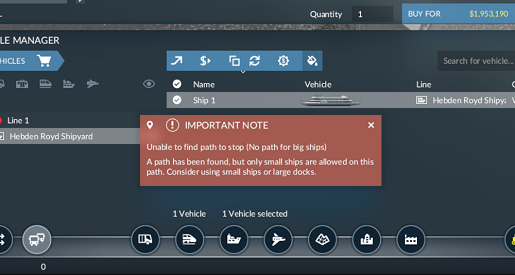 Quantity 1 BUY FOR $1,953,190
LE MANAGER
HICLES
Search for vehicle...
Name Vehicle Line
Ship 1 Hebden Royd Shipy
Line 1
Hebden Royd Shipyard
IMPORTANT NOTE
Unable to find path to stop (No path for big ships)
A path has been found, but only small ships are allowed on this
path. Consider using small ships or large docks.
1 Vehicle 1 Vehicle selected
0